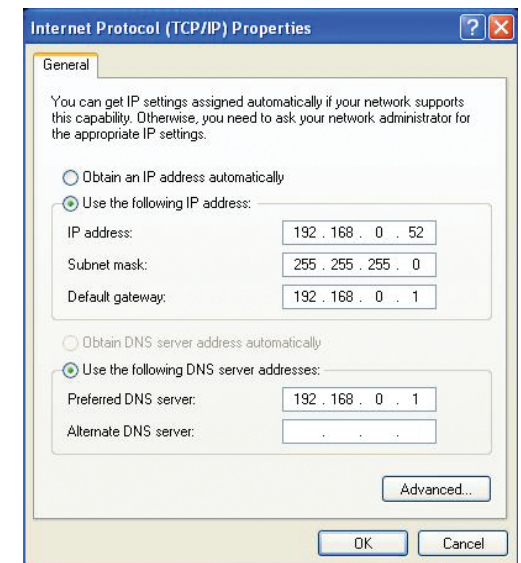 Internet Protocol (TCP/IP) Properties
General
You can get IP settings assigned automatically if your network supports
this capability. Otherwise, you need to ask your network administrator for
the appropriate IP settings.
Obtain an IP address automatically
Use the following IP address:
IP address: 192 . 168 . 0 . 52
Subnet mask: 255 . 255 . 255 . 0
Default gateway: 192 . 168 . 0 . 1
Obtain DNS server address automatically
Use the following DNS server addresses:
Preferred DNS server: 192 . 168 . 0 . 1
Alternate DNS server: . . .
Advanced...
OK Cancel